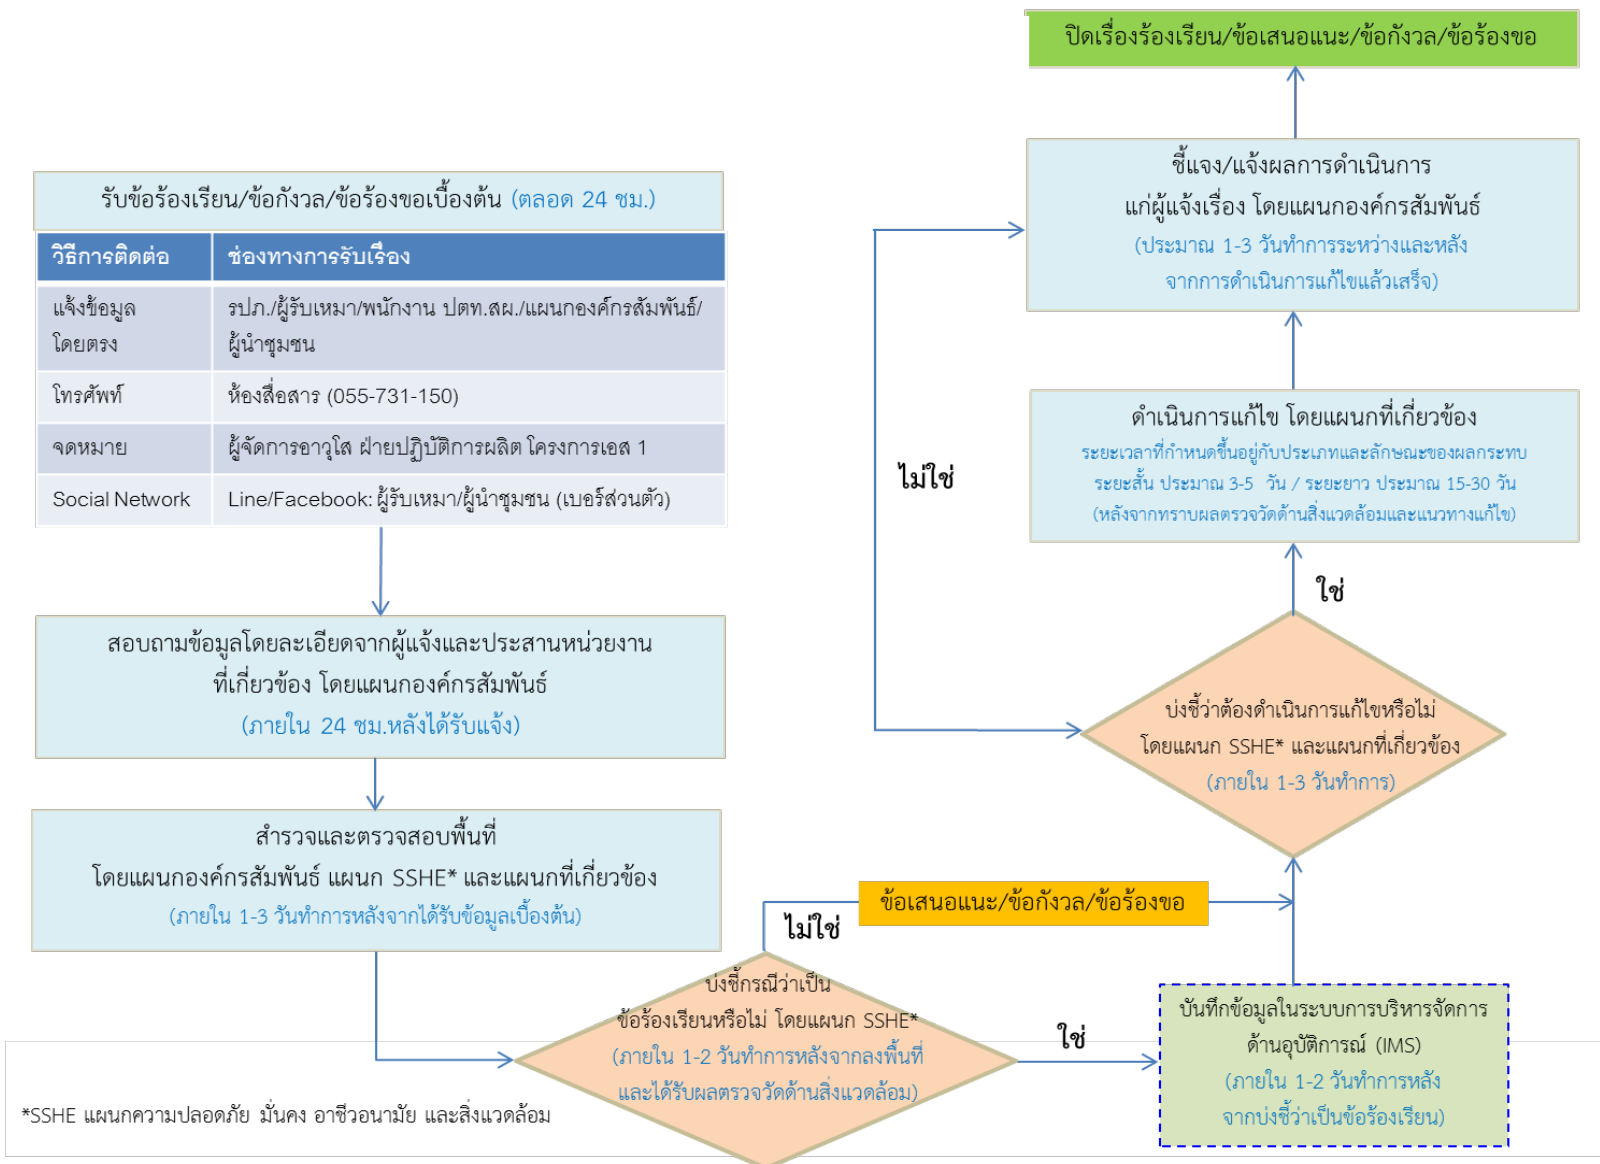 รับข้อร้องเรียน/ข้อกังวล/ข้อร้องขอเบื้องต้น (ตลอด 24 ชม.)
วิธีการติดต่อ ช่องทางการรับเรื่อง
แจ้งข้อมูล
โดยตรง
รปภ./ผู้รับเหมา/พนักงาน ปตท.สผ./แผนกองค์กรสัมพันธ์/
ผู้นำชุมชน
โทรศัพท์ ห้องสื่อสาร (055-731-150)
จดหมาย ผู้จัดการอาวุโส ฝ่ายปฏิบัติการผลิต โครงการเอส 1
Social Network Line/Facebook: ผู้รับเหมา/ผู้นำชุมชน (เบอร์ส่วนตัว)
สอบถามข้อมูลโดยละเอียดจากผู้แจ้งและประสานหน่วยงาน
ที่เกี่ยวข้อง โดยแผนกองค์กรสัมพันธ์
(ภายใน 24 ชม.หลังได้รับแจ้ง)
สำรวจและตรวจสอบพื้นที่
โดยแผนกองค์กรสัมพันธ์ แผนก SSHE* และแผนกที่เกี่ยวข้อง
(ภายใน 1-3 วันทำการหลังจากได้รับข้อมูลเบื้องต้น)
บ่งชี้กรณีว่าเป็น
ข้อร้องเรียนหรือไม่ โดยแผนก SSHE*
(ภายใน 1-2 วันทำการหลังจากลงพื้นที่
และได้รับผลตรวจวัดด้านสิ่งแวดล้อม)
ไม่ใช่
ข้อเสนอแนะ/ข้อกังวล/ข้อร้องขอ
ใช่
บันทึกข้อมูลในระบบการบริหารจัดการ
ด้านอุบัติการณ์ (IMS)
(ภายใน 1-2 วันทำการหลัง
จากบ่งชี้ว่าเป็นข้อร้องเรียน)
บ่งชี้ว่าต้องดำเนินการแก้ไขหรือไม่
โดยแผนก SSHE* และแผนกที่เกี่ยวข้อง
(ภายใน 1-3 วันทำการ)
ใช่
ไม่ใช่
ดำเนินการแก้ไข โดยแผนกที่เกี่ยวข้อง
ระยะเวลาที่กำหนดขึ้นอยู่กับประเภทและลักษณะของผลกระทบ
ระยะสั้น ประมาณ 3-5 วัน / ระยะยาว ประมาณ 15-30 วัน
(หลังจากทราบผลตรวจวัดด้านสิ่งแวดล้อมและแนวทางแก้ไข)
ชี้แจง/แจ้งผลการดำเนินการ
แก่ผู้แจ้งเรื่อง โดยแผนกองค์กรสัมพันธ์
(ประมาณ 1-3 วันทำการระหว่างและหลัง
จากการดำเนินการแก้ไขแล้วเสร็จ)
ปิดเรื่องร้องเรียน/ข้อเสนอแนะ/ข้อกังวล/ข้อร้องขอ
*SSHE แผนกความปลอดภัย มั่นคง อาชีวอนามัย และสิ่งแวดล้อม